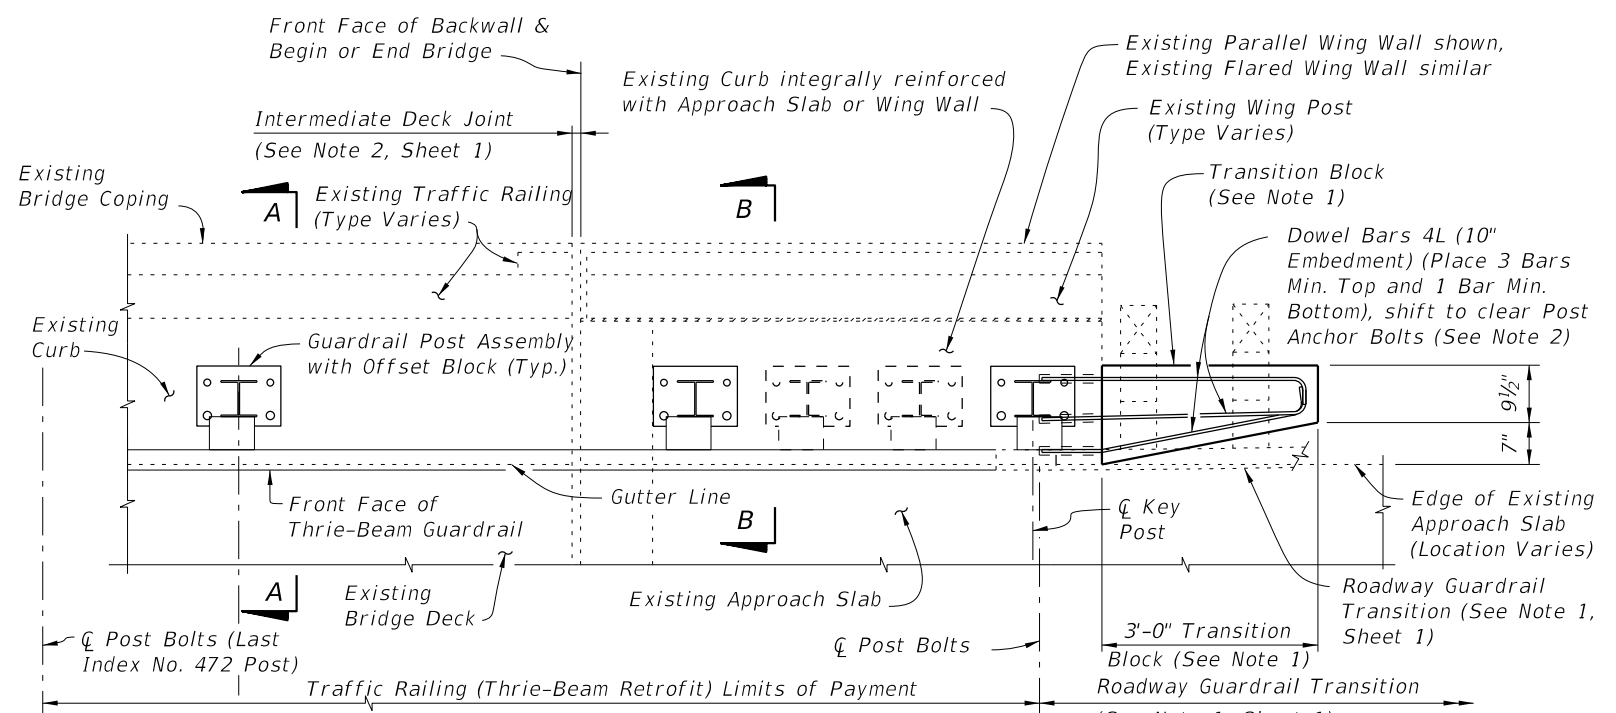 Front Face of Backwall &
Begin or End Bridge
Existing Parallel Wing Wall shown,
Existing Flared Wing Wall similar
Existing Curb integrally reinforced
with Approach Slab or Wing Wall
Existing Wing Post
(Type Varies)
Intermediate Deck Joint
(See Note 2, Sheet 1)
Existing
Bridge Coping
A
Existing Traffic Railing
(Type Varies)
B
Transition Block
(See Note 1)
Dowel Bars 4L (10"
Embedment) (Place 3 Bars
Min. Top and 1 Bar Min.
Bottom), shift to clear Post
Anchor Bolts (See Note 2)
Existing
Curb
Guardrail Post Assembly
with Offset Block (Typ.)
9½"
7"
Front Face of
Thrie-Beam Guardrail
Gutter Line
B
℄ Key
Post
Edge of Existing
Approach Slab
(Location Varies)
A
Existing
Bridge Deck
Existing Approach Slab
Roadway Guardrail
Transition (See Note 1,
Sheet 1)
℄ Post Bolts (Last
Index No. 472 Post)
℄ Post Bolts
3'-0" Transition
Block (See Note 1)
Traffic Railing (Thrie-Beam Retrofit) Limits of Payment
Roadway Guardrail Transition